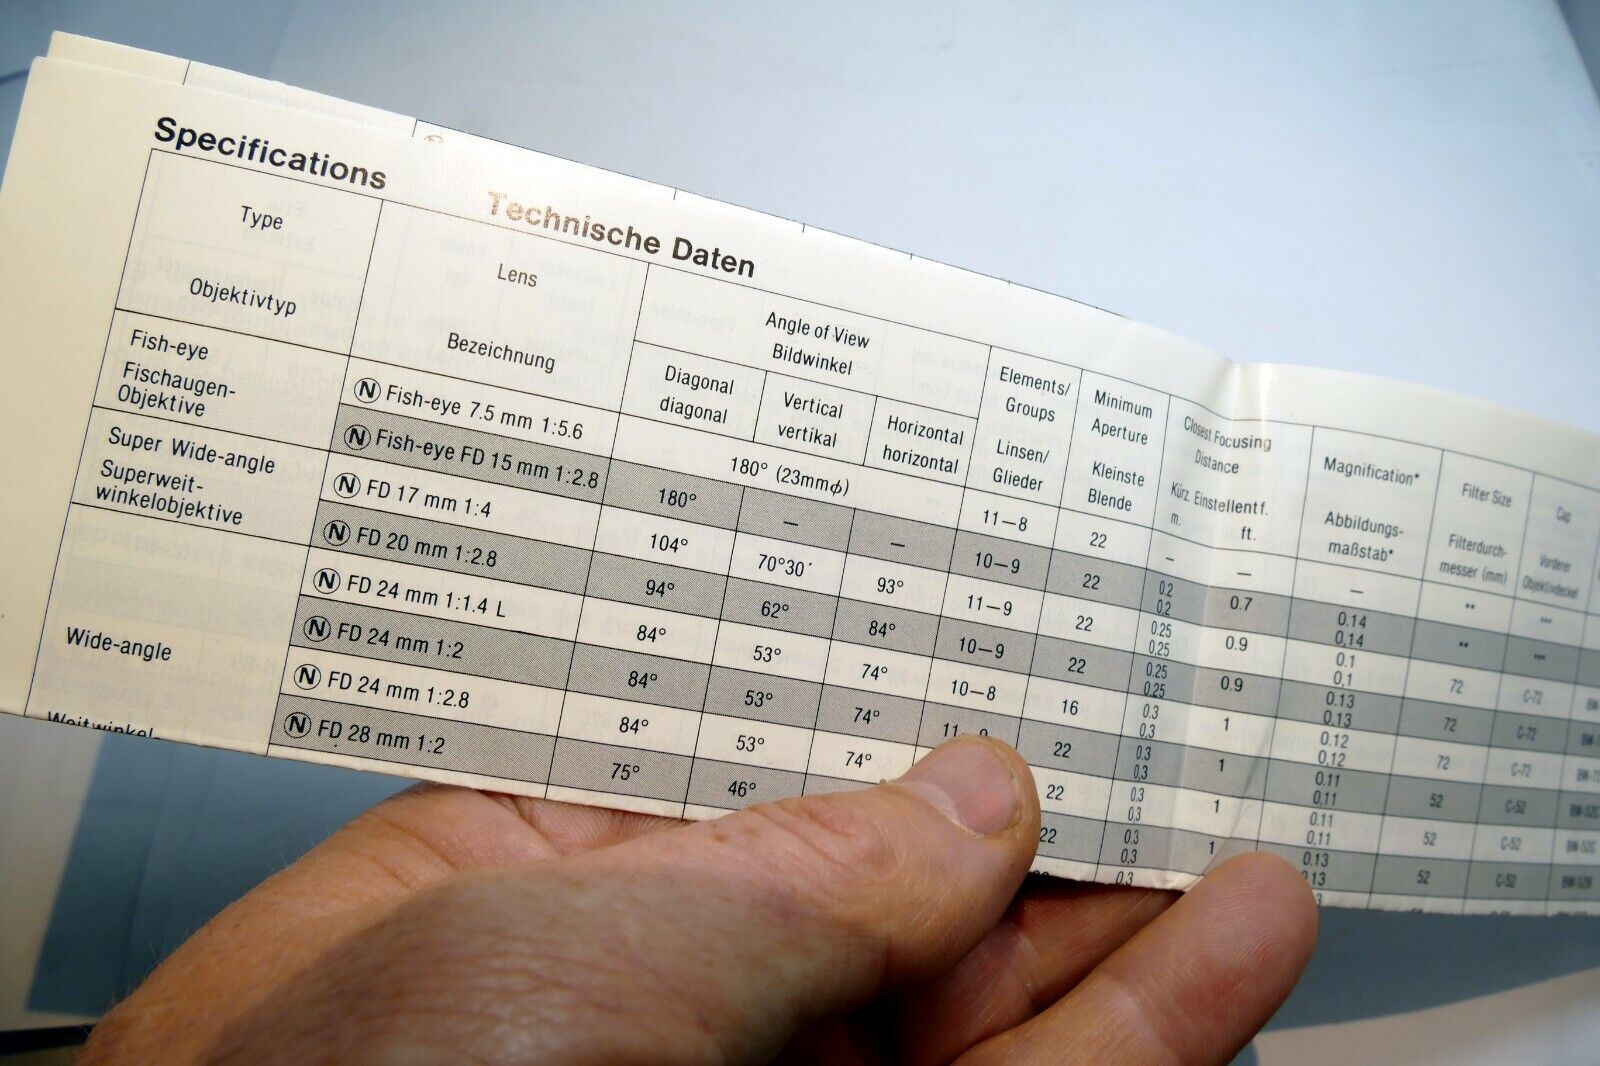 Specifications
Technische Daten
Type
Objektivtyp
Lens
Bezeichnung
Angle of View
Bildwinkel
Diagonal
diagonal
Vertical
vertikal
Horizontal
horizontal
Elements/
Groups
Linsen/
Glieder
Minimum
Aperture
Kleinste
Blende
Closest Focusing
Distance
Kürz. Einstellentf.
m. ft.
Magnification*
Abbildungs-
maßstab*
Filter Size
Filterdurch-
messer (mm)
Cap
Vorderer
Objektivdeckel
Fish-eye
Fischaugen-
Objektive
Super Wide-angle
Superweit-
winkelobjektive
Wide-angle
Weitwinkel
N Fish-eye 7.5 mm 1:5.6 180° (23mmϕ) 11–8 22 — — — ** ***
N Fish-eye FD 15 mm 1:2.8 180° — — 10–9 22 0.2 0,2 0.7 0.14 0,14 ** ***
N FD 17 mm 1:4 104° 70°30′ 93° 11–9 22 0.25 0,25 0.9 0.1 0,1 72 C-72
N FD 20 mm 1:2.8 94° 62° 84° 10–9 22 0.25 0,25 0.9 0.13 0,13 72 C-72
N FD 24 mm 1:1.4 L 84° 53° 74° 10–8 16 0.3 0,3 1 0.12 0,12 72 C-72
N FD 24 mm 1:2 84° 53° 74° 22 0.3 0,3 1 0.11 0,11 52 C-52
N FD 24 mm 1:2.8 84° 53° 74° 22 0.3 0,3 1 0.11 0,11 52 C-52
N FD 28 mm 1:2 75° 46° 22 0.3 0,3 1 0.13 0,13 52 C-52
0.3